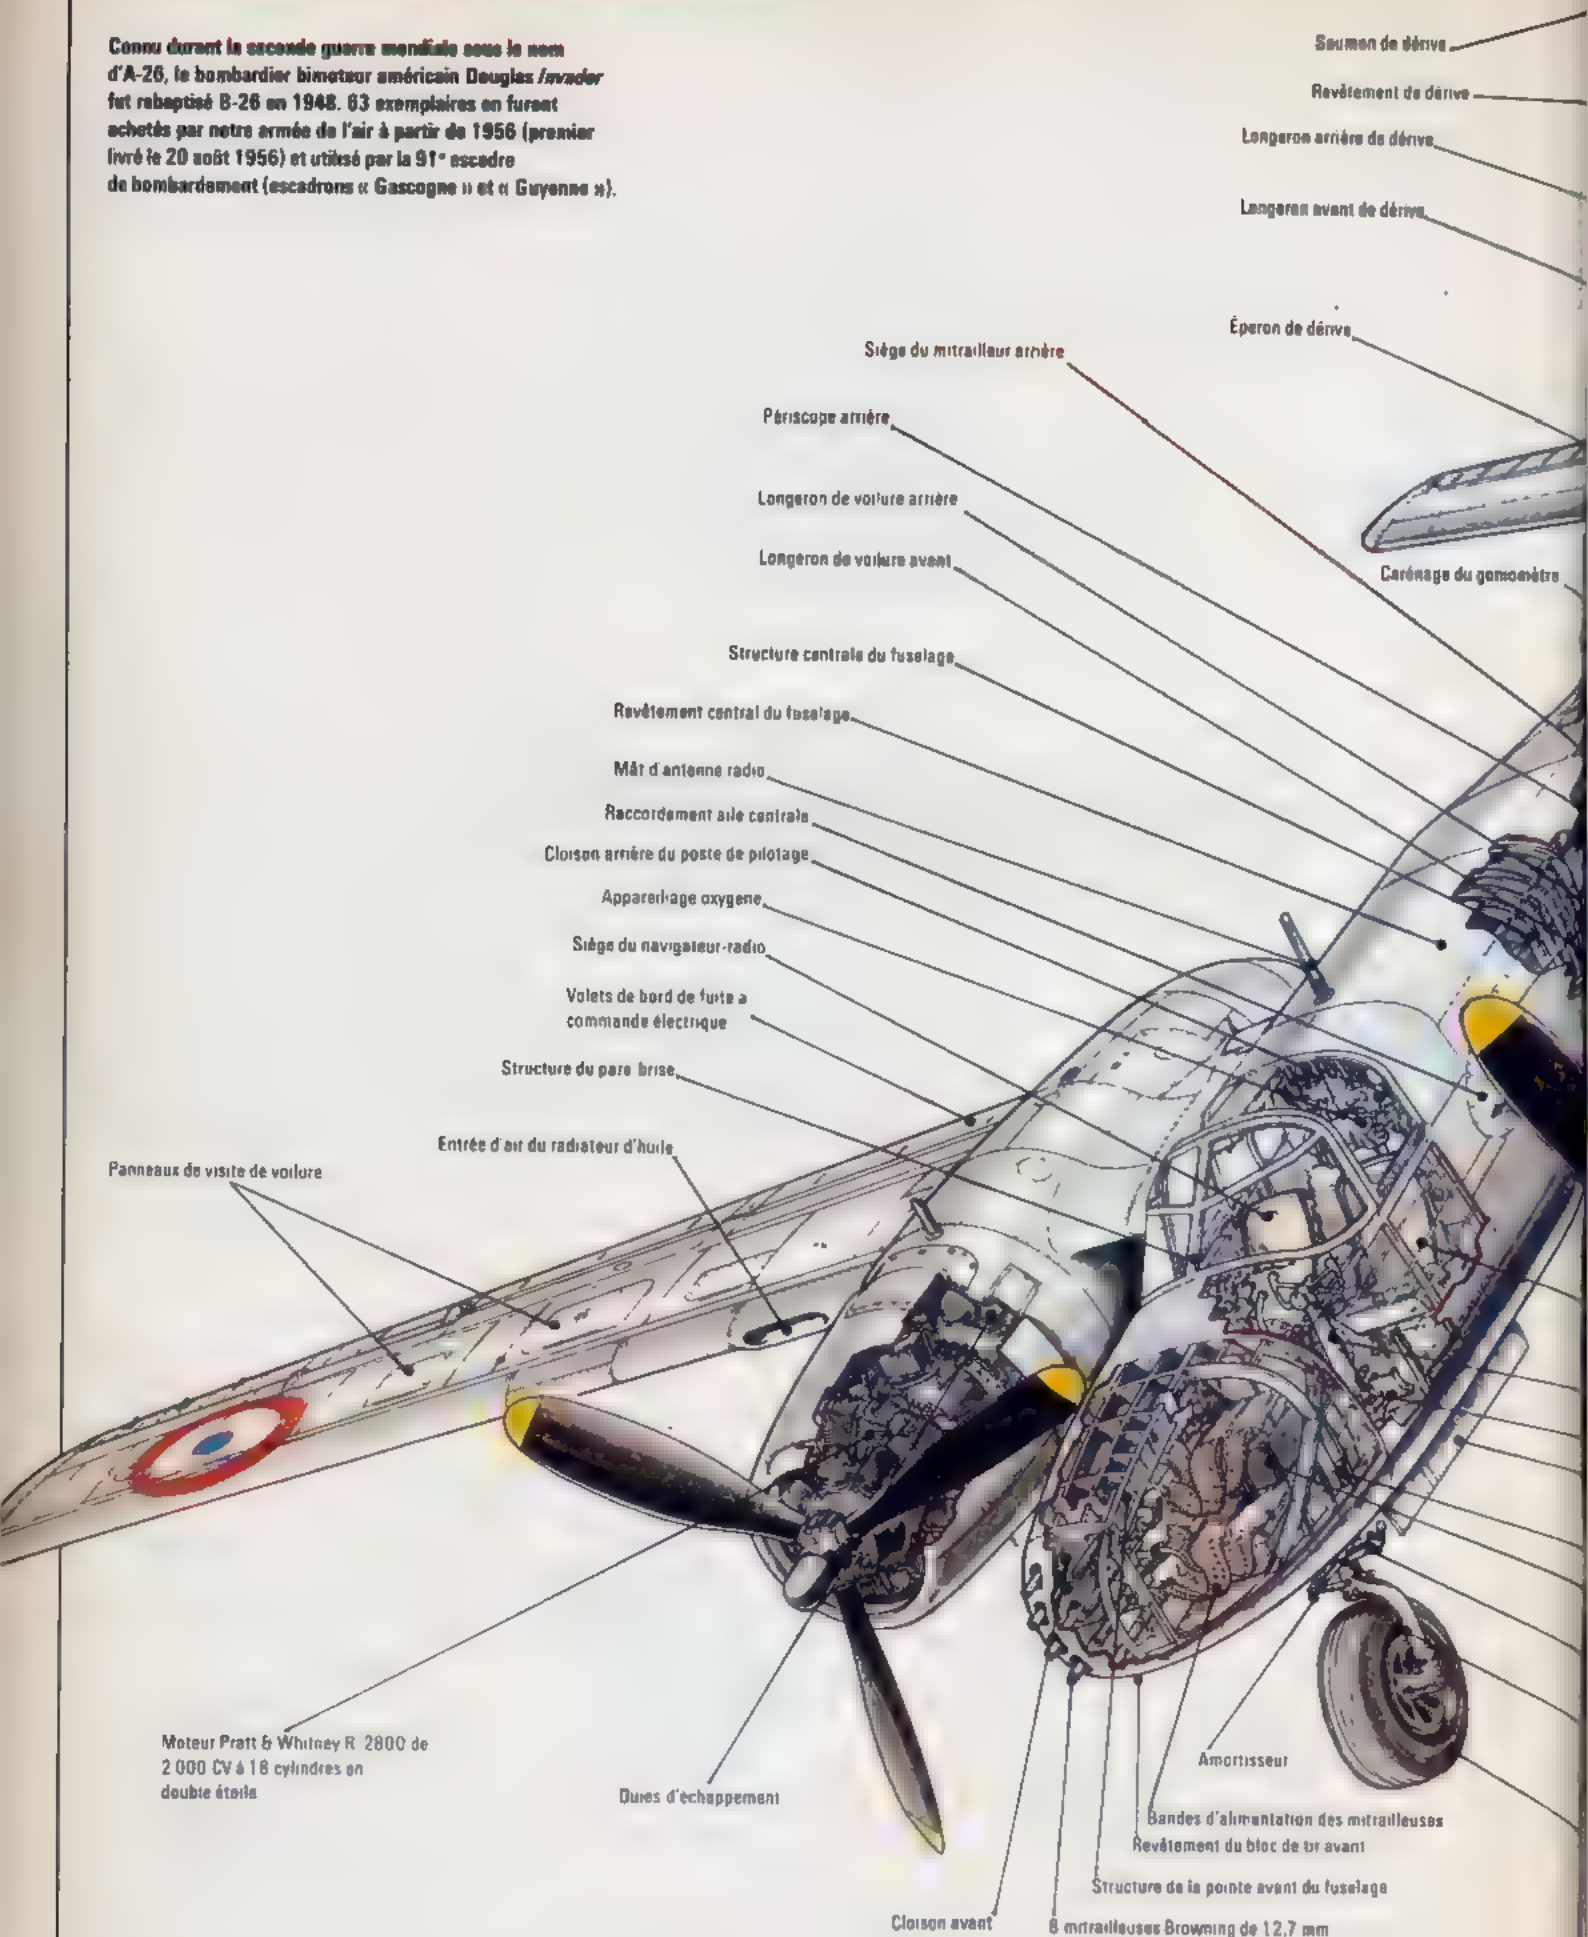 Connu durant la seconde guerre mondiale sous le nom
d'A-26, le bombardier bimoteur américain Douglas Invader
fut rebaptisé B-26 en 1948. 63 exemplaires en furent
achetés par notre armée de l'air à partir de 1956 (premier
livré le 20 août 1956) et utilisé par la 91e escadre
de bombardement (escadrons « Gascogne » et « Guyenne »).
Saumon de dérive
Revêtement de dérive
Longeron arrière de dérive
Longeron avant de dérive
Éperon de dérive
Siège du mitrailleur arrière
Périscope arrière
Longeron de voilure arrière
Longeron de voilure avant
Carénage du goniomètre
Structure centrale du fuselage
Revêtement central du fuselage
Mât d'antenne radio
Raccordement aile centrale
Cloison arrière du poste de pilotage
Appareillage oxygene
Siège du navigateur-radio
Volets de bord de fuite a
commande électrique
Structure du pare brise
Entrée d'air du radiateur d'huile
Panneaux de visite de voilure
Moteur Pratt & Whitney R 2800 de
2 000 CV à 18 cylindres en
double étoile
Dures d'échappement
Amortisseur
Bandes d'alimentation des mitrailleuses
Revêtement du bloc de tir avant
Structure de la pointe avant du fuselage
Cloison avant
8 mitrailleuses Browning de 12,7 mm